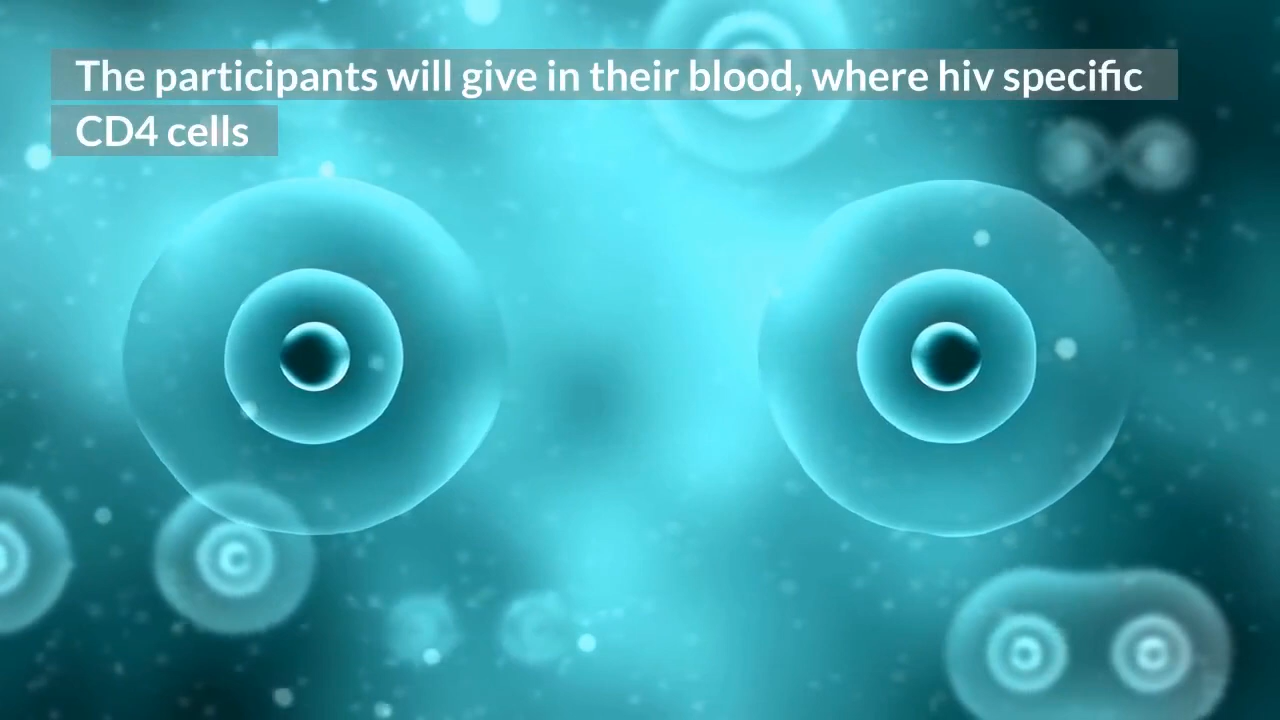 The participants will give in their blood, where hiv specific
CD4 cells